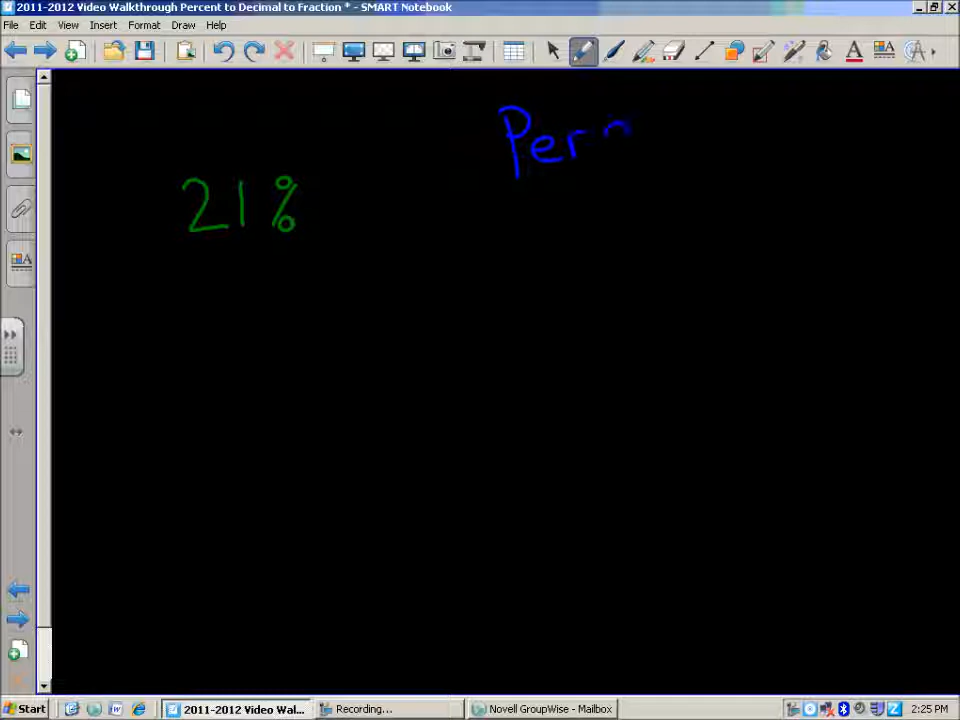 2011-2012 Video Walkthrough Percent to Decimal to Fraction * - SMART Notebook
File Edit View Insert Format Draw Help
Per
21%
Start 2011-2012 Video Wal... Recording... Novell GroupWise - Mailbox 2:25 PM